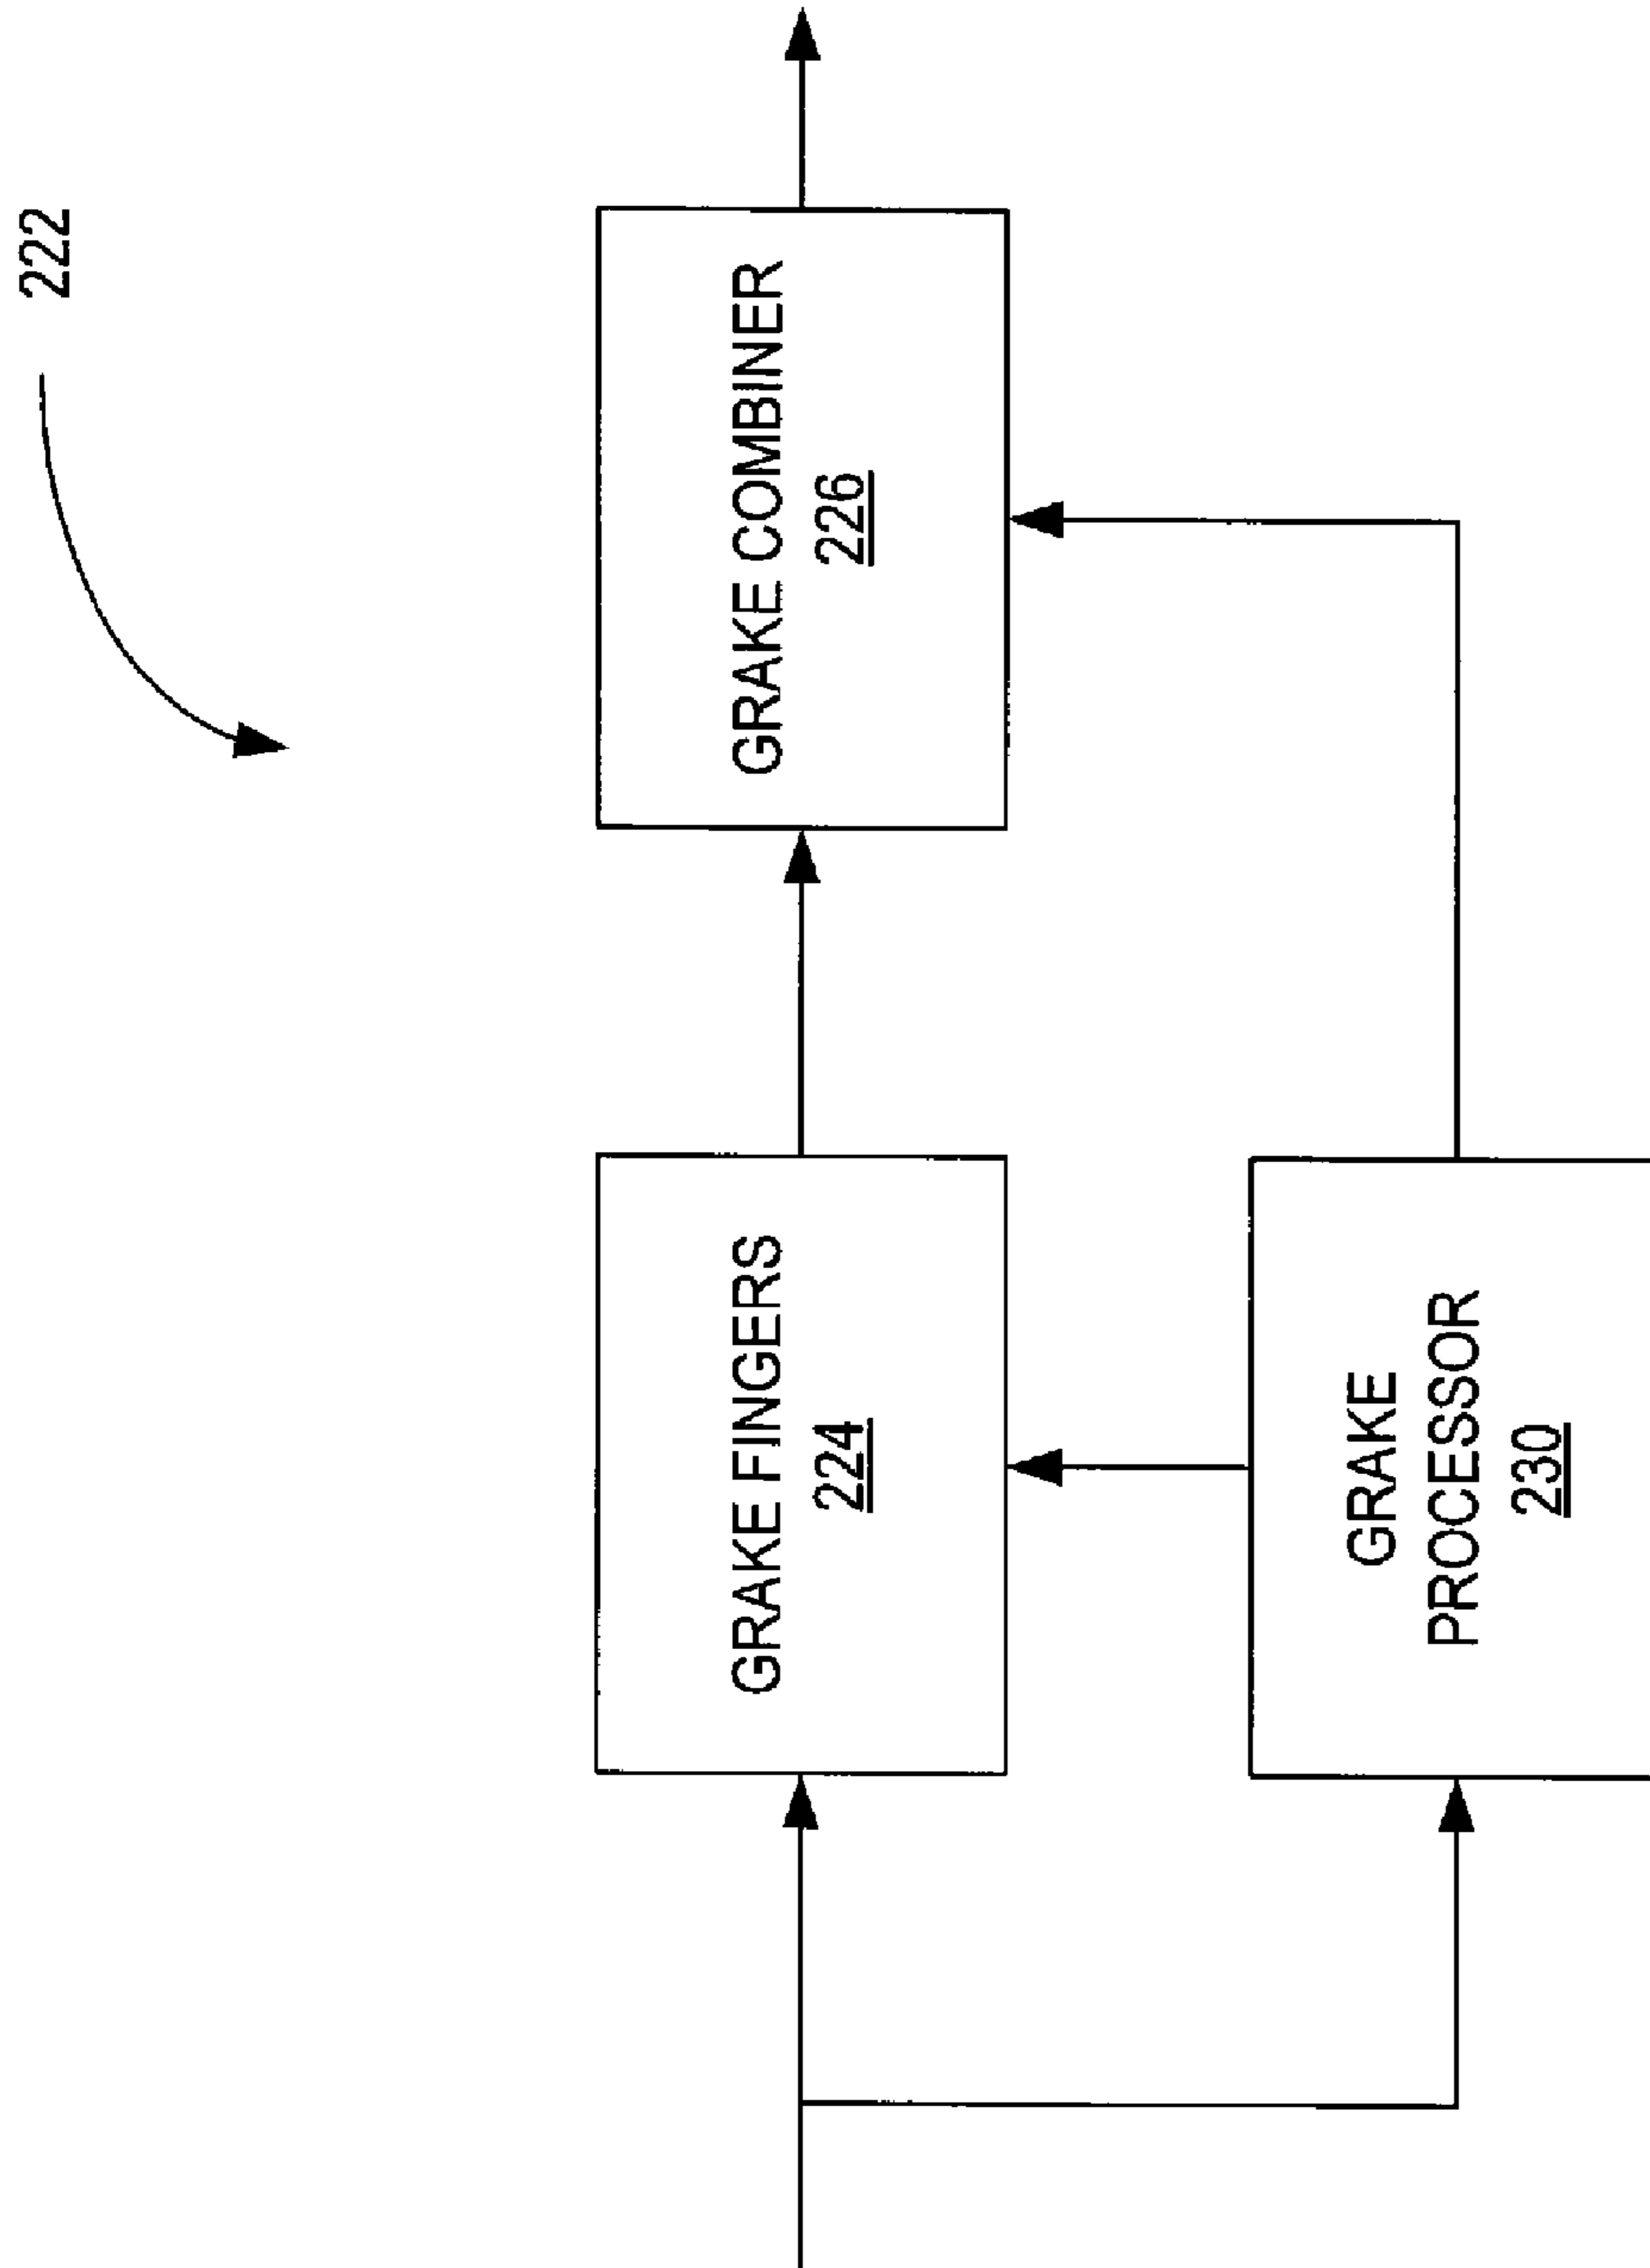 222
GRAKE FINGERS
224
GRAKE COMBINER
226
GRAKE
PROCESSOR
230